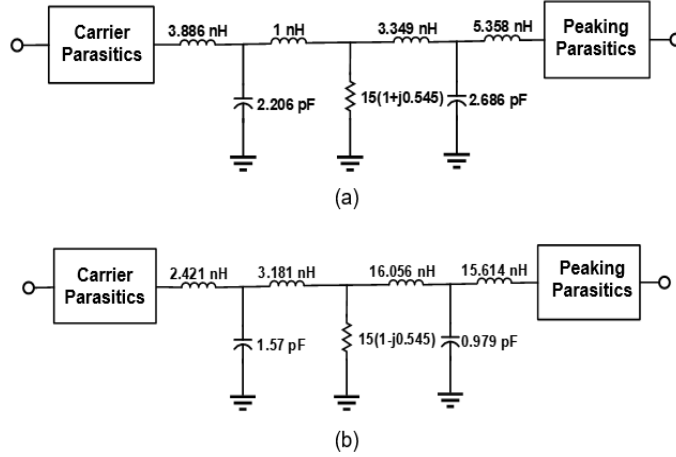 Carrier
Parasitics
3.886 nH
1 nH
3.349 nH
5.358 nH
Peaking
Parasitics
2.206 pF
15(1+j0.545)
2.686 pF
(a)
Carrier
Parasitics
2.421 nH
3.181 nH
16.056 nH
15.614 nH
Peaking
Parasitics
1.57 pF
15(1-j0.545)
0.979 pF
(b)